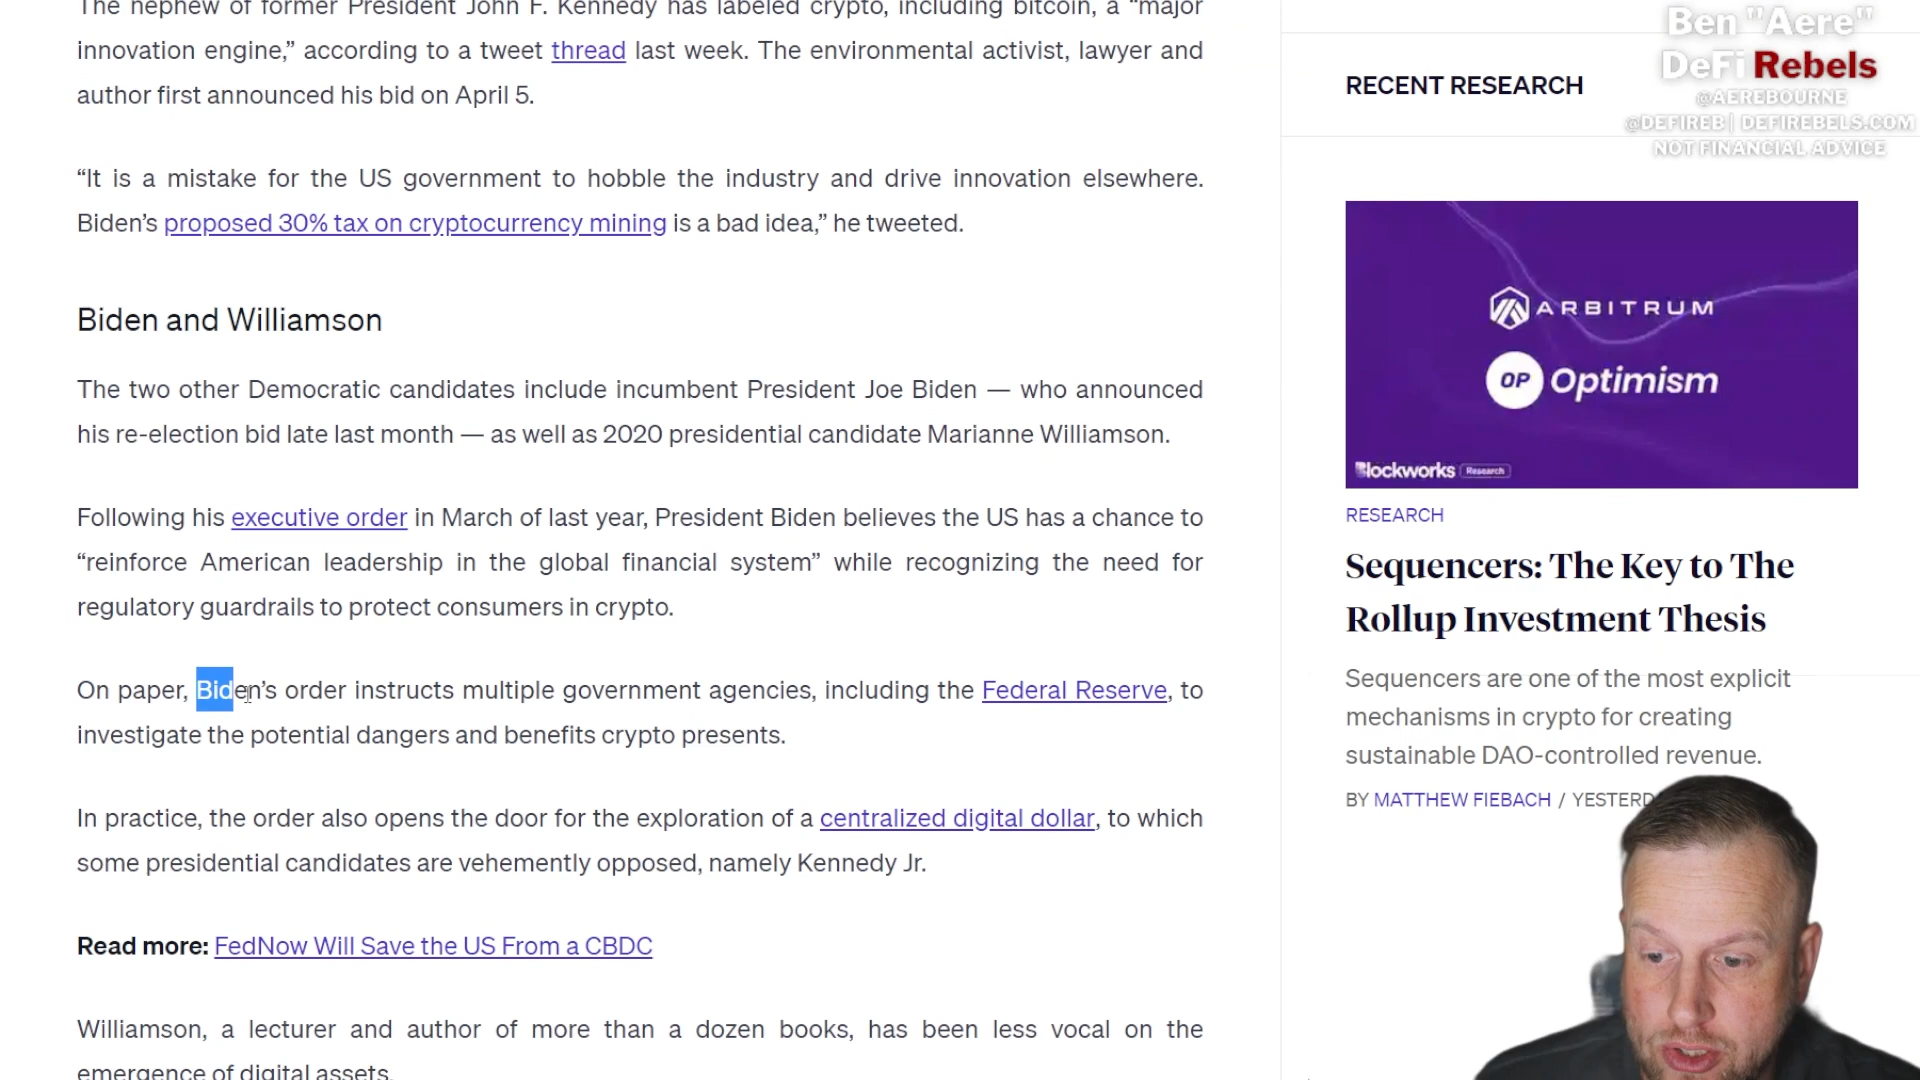 The nephew of former President John F. Kennedy has labeled crypto, including bitcoin, a “major
innovation engine,” according to a tweet thread last week. The environmental activist, lawyer and
author first announced his bid on April 5.
“It is a mistake for the US government to hobble the industry and drive innovation elsewhere.
Biden’s proposed 30% tax on cryptocurrency mining is a bad idea,” he tweeted.
Biden and Williamson
The two other Democratic candidates include incumbent President Joe Biden — who announced
his re-election bid late last month — as well as 2020 presidential candidate Marianne Williamson.
Following his executive order in March of last year, President Biden believes the US has a chance to
“reinforce American leadership in the global financial system” while recognizing the need for
regulatory guardrails to protect consumers in crypto.
On paper, Biden’s order instructs multiple government agencies, including the Federal Reserve, to
investigate the potential dangers and benefits crypto presents.
In practice, the order also opens the door for the exploration of a centralized digital dollar, to which
some presidential candidates are vehemently opposed, namely Kennedy Jr.
Read more: FedNow Will Save the US From a CBDC
Williamson, a lecturer and author of more than a dozen books, has been less vocal on the
emergence of digital assets.
Ben "Aere"
DeFi Rebels
@AEREBOURNE
@DEFIREB | DEFIREBELS.COM
NOT FINANCIAL ADVICE
RECENT RESEARCH
ARBITRUM
OP Optimism
Blockworks Research
RESEARCH
Sequencers: The Key to The
Rollup Investment Thesis
Sequencers are one of the most explicit
mechanisms in crypto for creating
sustainable DAO-controlled revenue.
BY MATTHEW FIEBACH /